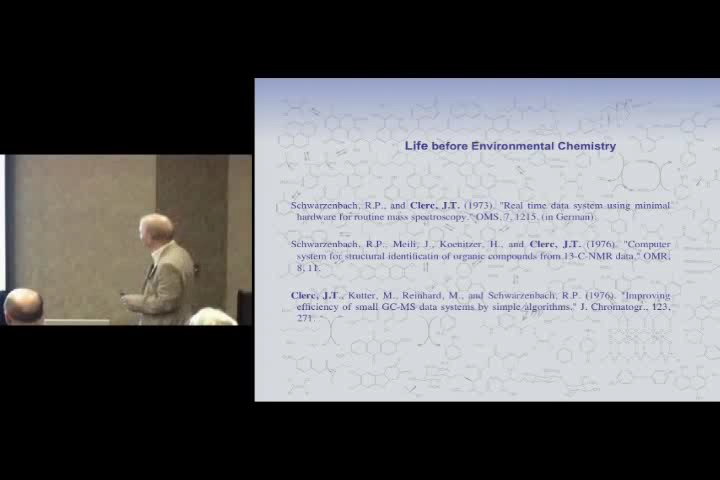 Life before Environmental Chemistry
Schwarzenbach, R.P., and Clerc, J.T. (1973). "Real time data system using minimal
hardware for routine mass spectroscopy." OMS, 7, 1215. (in German).
Schwarzenbach, R.P., Meili, J., Koenitzer, H., and Clerc, J.T. (1976). "Computer
system for structural identificatin of organic compounds from 13-C-NMR data." OMR,
8, 11.
Clerc, J.T., Kutter, M., Reinhard, M., and Schwarzenbach, R.P. (1976). "Improving
efficiency of small GC-MS data systems by simple algorithms." J. Chromatogr., 123,
271.